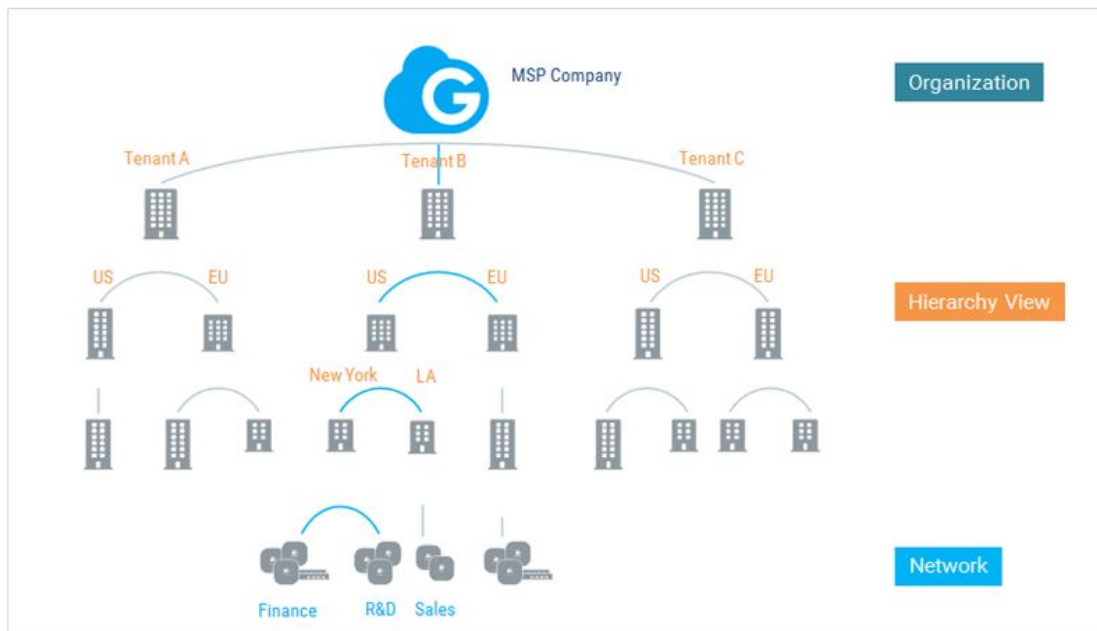 G
MSP Company
Organization
Tenant A
Tenant B
Tenant C
US
EU
US
EU
US
EU
Hierarchy View
New York
LA
Network
Finance
R&D
Sales